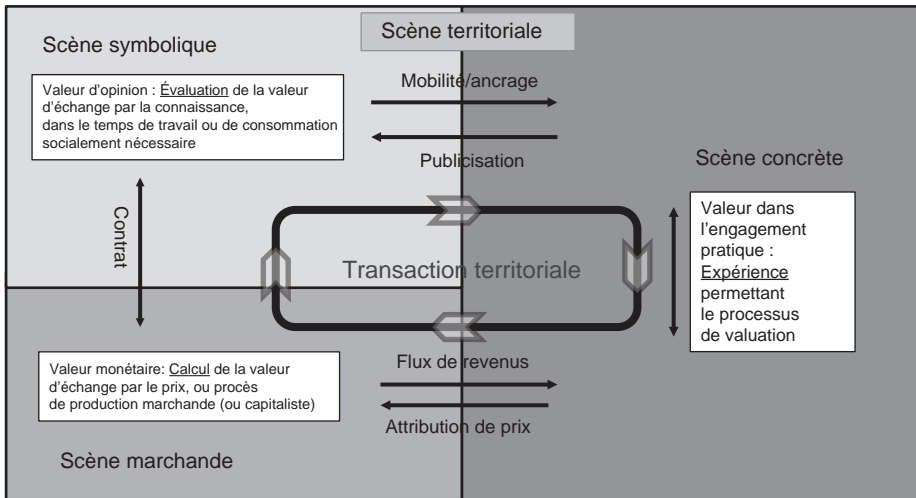 Scène symbolique
Scène territoriale
Valeur d’opinion : Évaluation de la valeur
d’échange par la connaissance,
dans le temps de travail ou de consommation
socialement nécessaire
Mobilité/ancrage
Publicisation
Scène concrète
Valeur dans
l’engagement
pratique :
Expérience
permettant
le processus
de valuation
Contrat
Transaction territoriale
Valeur monétaire: Calcul de la valeur
d’échange par le prix, ou procès
de production marchande (ou capitaliste)
Flux de revenus
Attribution de prix
Scène marchande